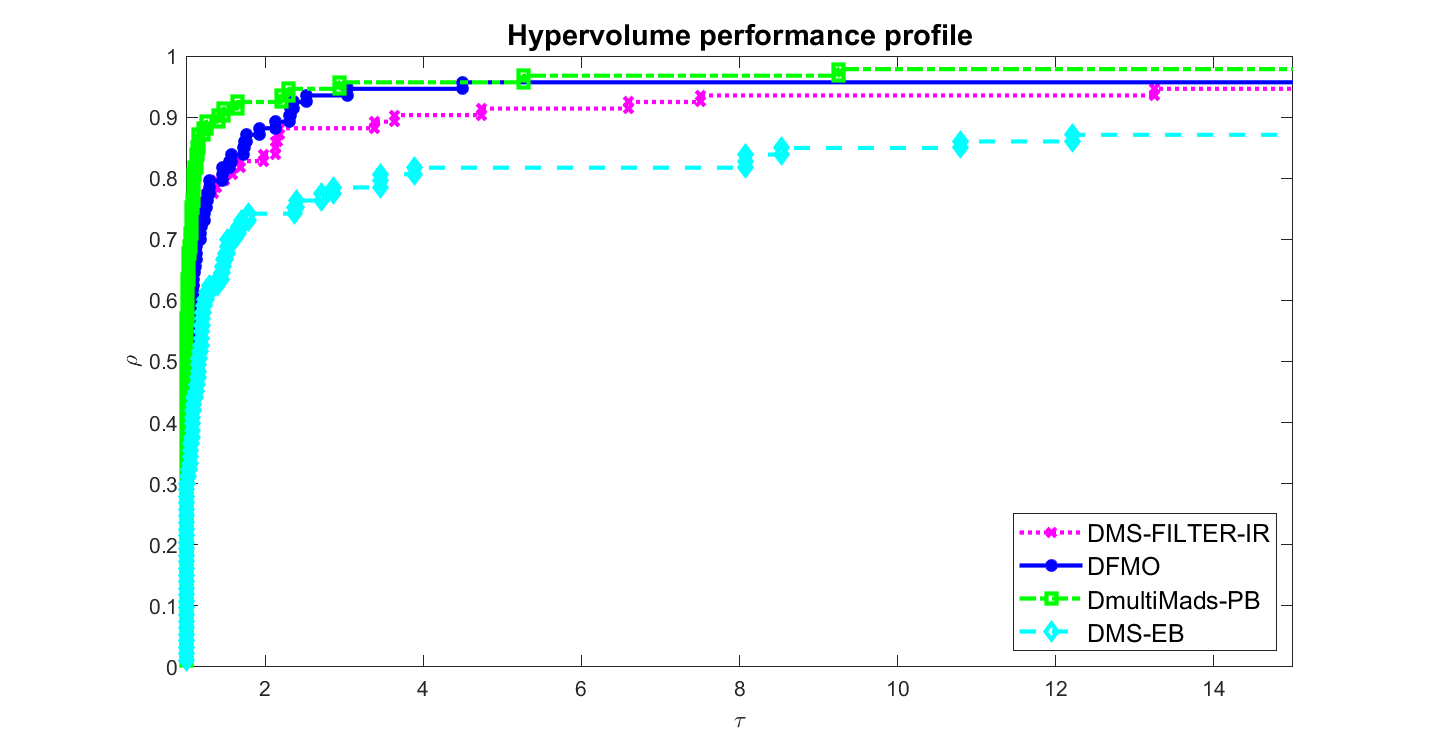 Hypervolume performance profile
1
0.9
0.8
0.7
0.6
0.5
0.4
0.3
0.2
0.1
0
ρ
2 4 6 8 10 12 14
τ
DMS-FILTER-IR
DFMO
DmultiMads-PB
DMS-EB